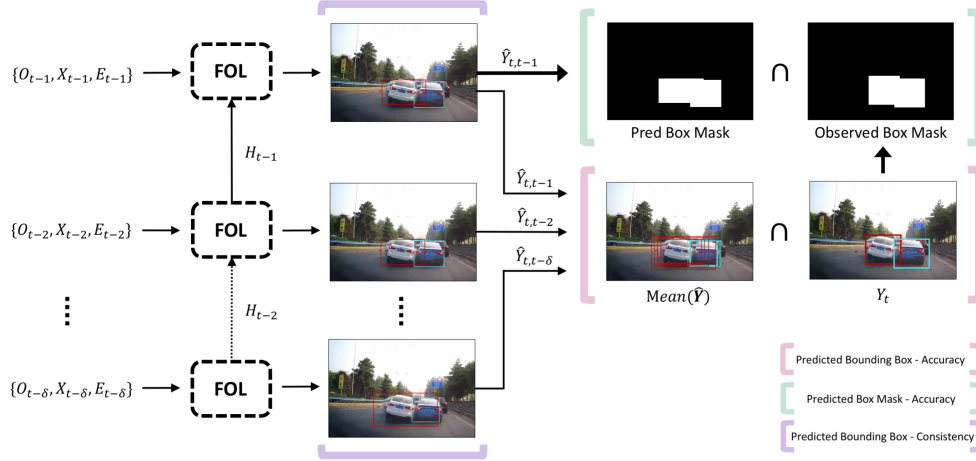 {O_{t−1}, X_{t−1}, E_{t−1}}
FOL
Ŷ_{t,t−1}
Pred Box Mask
∩
Observed Box Mask
H_{t−1}
Ŷ_{t,t−1}
{O_{t−2}, X_{t−2}, E_{t−2}}
FOL
Ŷ_{t,t−2}
∩
Ŷ_{t,t−δ}
Mean(Ŷ)
Y_t
H_{t−2}
{O_{t−δ}, X_{t−δ}, E_{t−δ}}
FOL
Predicted Bounding Box - Accuracy
Predicted Box Mask - Accuracy
Predicted Bounding Box - Consistency